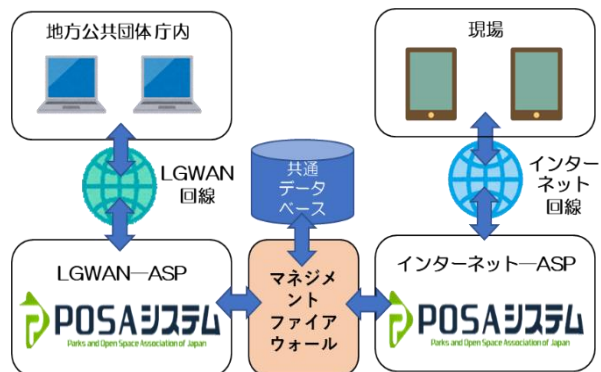 地方公共団体庁内
現場
LGWAN
回線
共通
データ
ベース
インター
ネット
回線
LGWAN―ASP
POSAシステム
Parks and Open Space Association of Japan
マネジメ
ント
ファイア
ウォール
インターネット―ASP
POSAシステム
Parks and Open Space Association of Japan